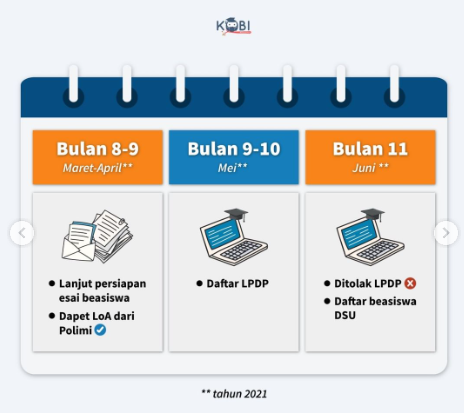 KOBI
Bulan 8-9
Maret-April**
Bulan 9-10
Mei**
Bulan 11
Juni **
● Lanjut persiapan
esai beasiswa
● Dapet LoA dari
Polimi
● Daftar LPDP
● Ditolak LPDP
● Daftar beasiswa
DSU
** tahun 2021